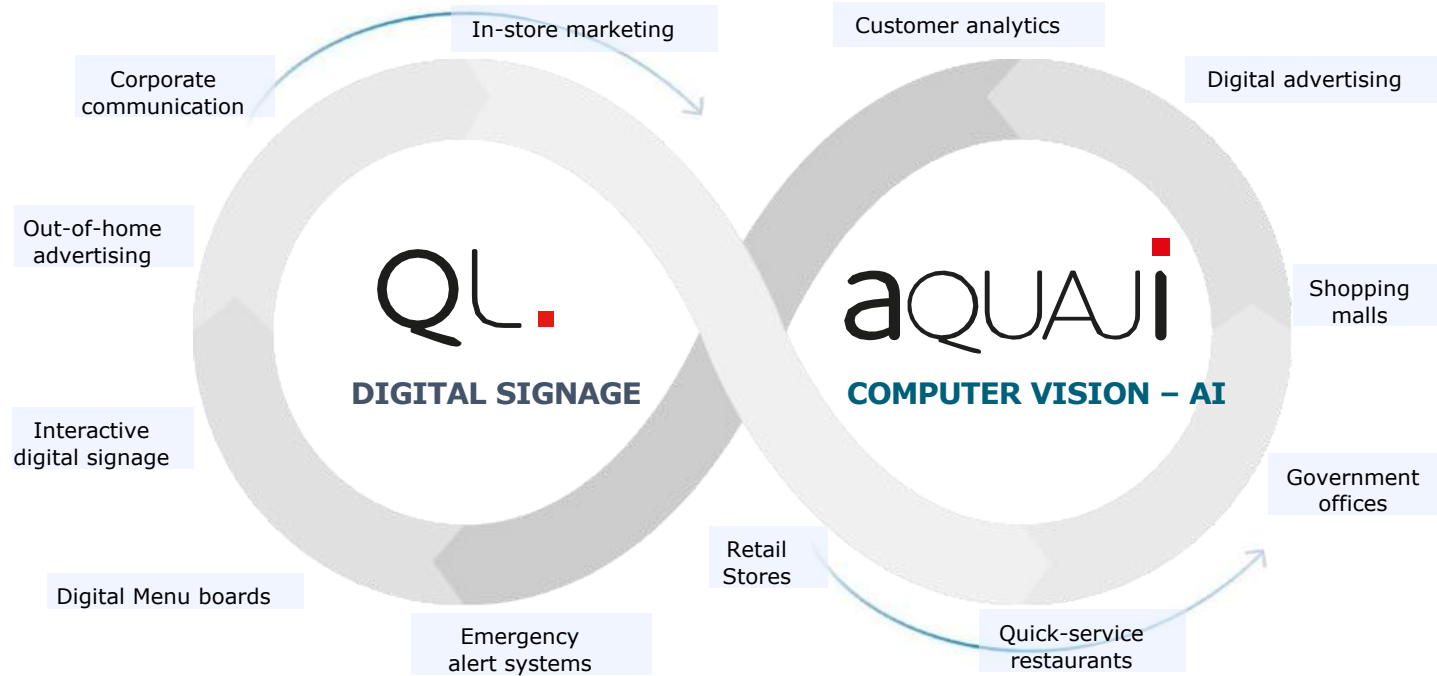 In-store marketing
Customer analytics
Corporate
communication
Digital advertising
Out-of-home
advertising
QL.
aQUAJi
Shopping
malls
DIGITAL SIGNAGE
COMPUTER VISION – AI
Interactive
digital signage
Government
offices
Retail
Stores
Digital Menu boards
Emergency
alert systems
Quick-service
restaurants